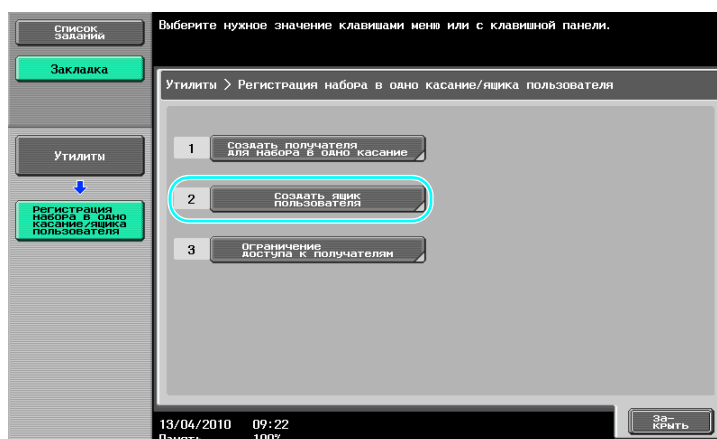 Список
заданий
Выберите нужное значение клавишами меню или с клавишной панели.
Закладка
Утилиты > Регистрация набора в одно касание/ящика пользователя
1
Создать получателя
для набора в одно касание
Утилиты
2
Создать ящик
пользователя
Регистрация
набора в одно
касание/ящика
пользователя
3
Ограничение
доступа к получателям
13/04/2010 09:22
Память 100%
За-
крыть